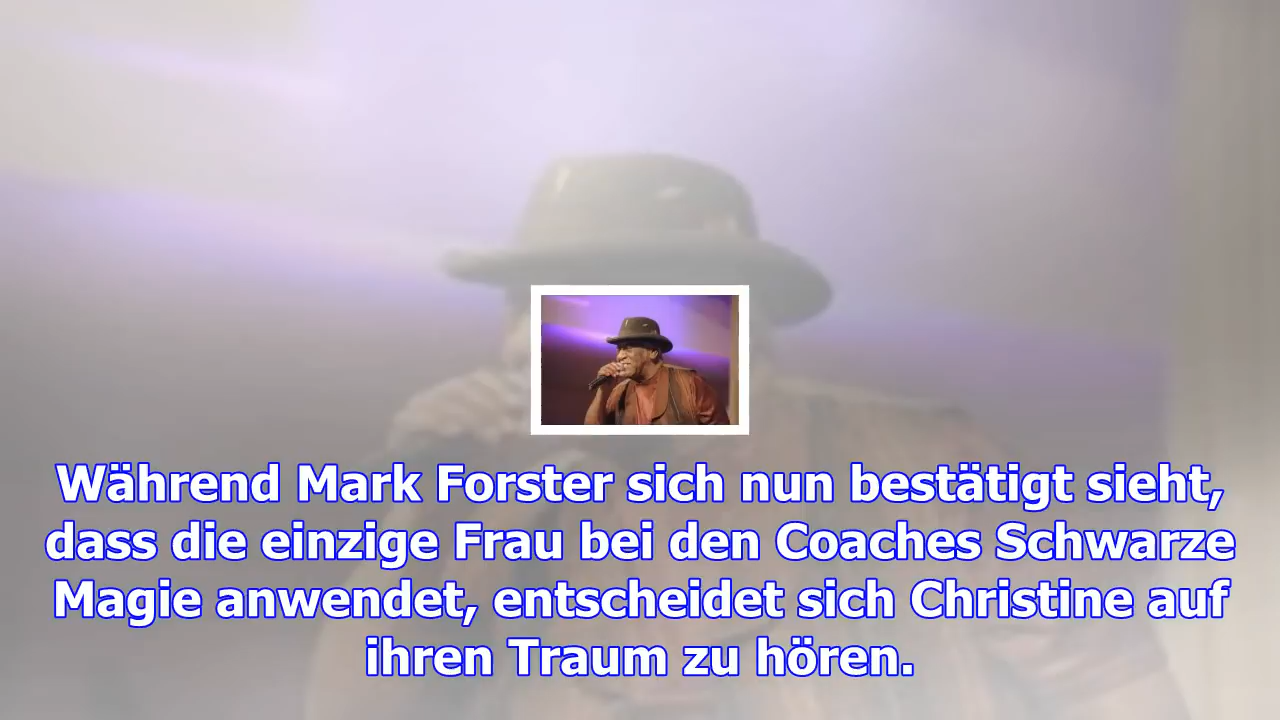 Während Mark Forster sich nun bestätigt sieht,
dass die einzige Frau bei den Coaches Schwarze
Magie anwendet, entscheidet sich Christine auf
ihren Traum zu hören.